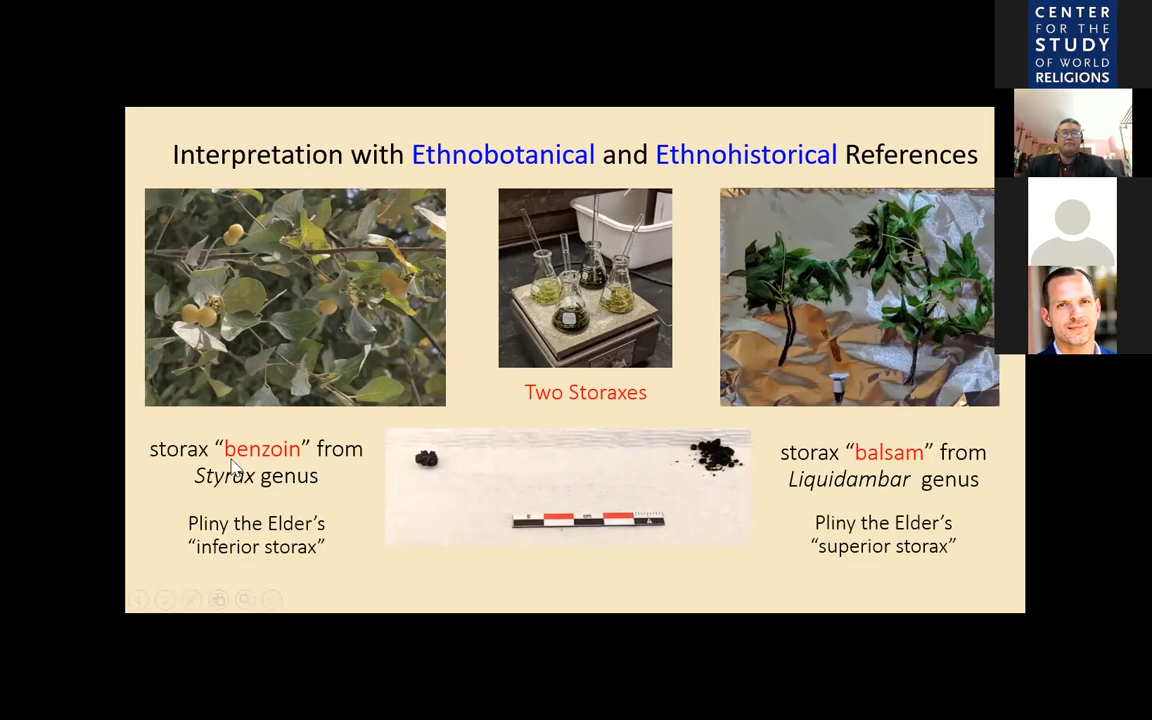 CENTER
FOR THE
STUDY
OF WORLD
RELIGIONS
Interpretation with Ethnobotanical and Ethnohistorical References
Two Storaxes
storax “benzoin” from
Styrax genus
Pliny the Elder’s
“inferior storax”
storax “balsam” from
Liquidambar genus
Pliny the Elder’s
“superior storax”
cm